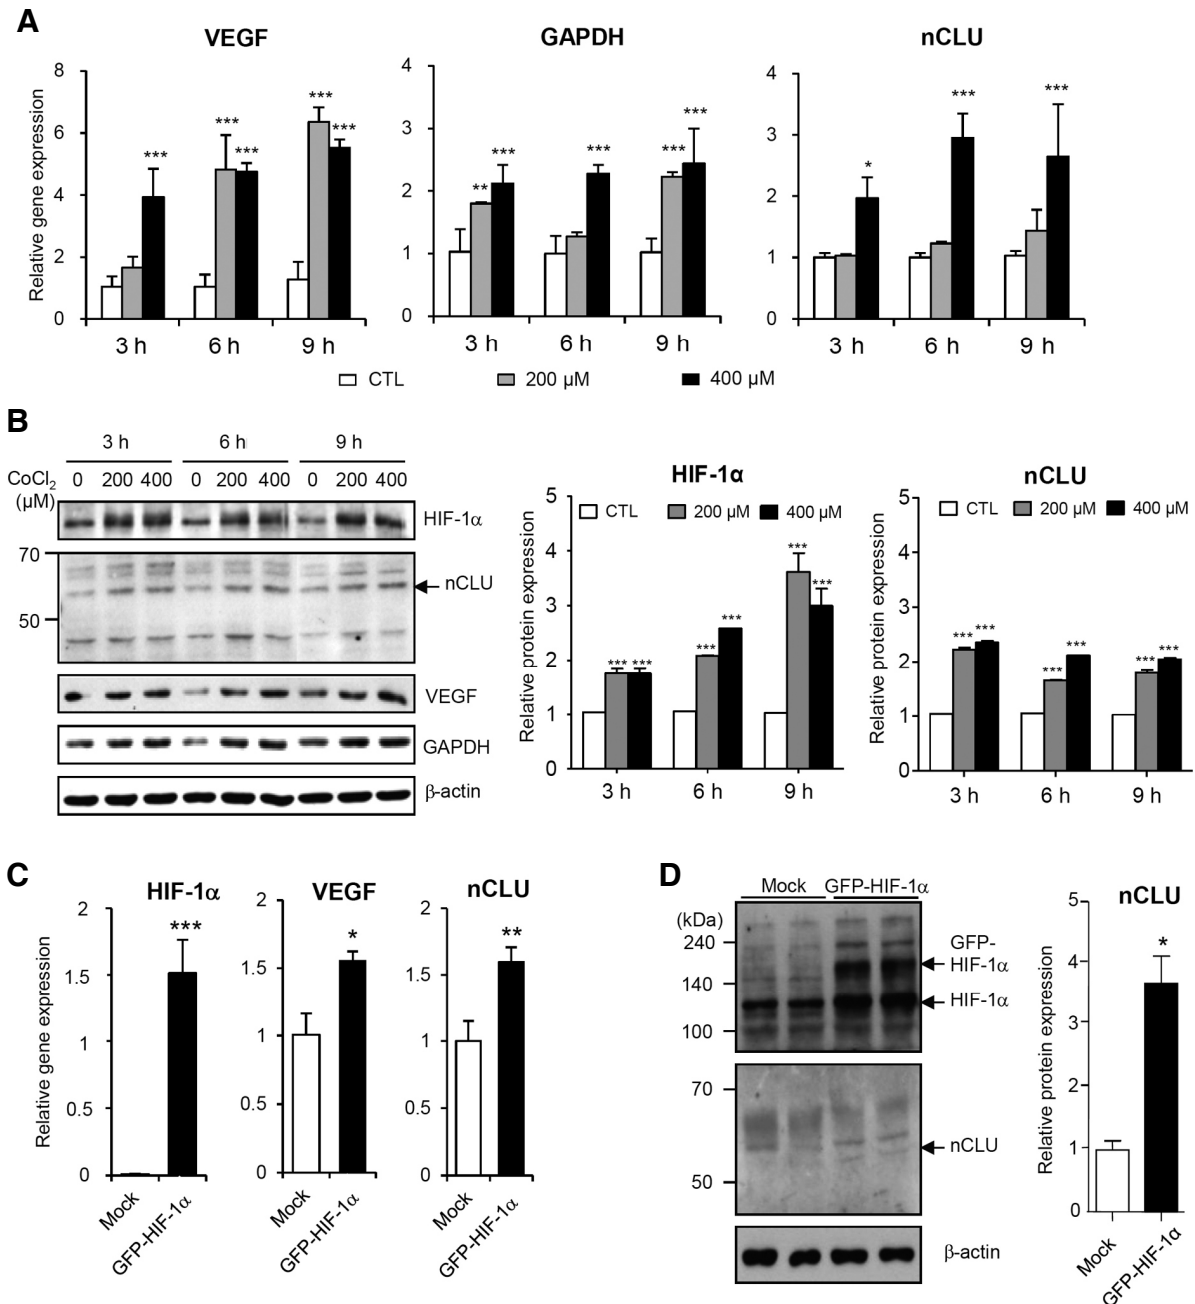 A
VEGF
GAPDH
nCLU
Relative gene expression
8
6
4
2
0
***
***
***
***
***
3 h
6 h
9 h
4
3
2
1
0
**
***
***
***
***
3 h
6 h
9 h
4
3
2
1
0
*
***
***
3 h
6 h
9 h
CTL
200 µM
400 µM
B
3 h
6 h
9 h
CoCl2
(µM)
0 200 400 0 200 400 0 200 400
HIF-1α
70
nCLU
50
VEGF
GAPDH
β-actin
HIF-1α
CTL
200 µM
400 µM
Relative protein expression
5
4
3
2
1
0
*** ***
***
***
***
***
3 h
6 h
9 h
nCLU
CTL
200 µM
400 µM
Relative protein expression
5
4
3
2
1
0
*** ***
***
***
***
***
3 h
6 h
9 h
C
HIF-1α
Relative gene expression
2
1.5
1
0.5
0
***
Mock
GFP-HIF-1α
VEGF
2
1.5
1
0.5
0
*
Mock
GFP-HIF-1α
nCLU
2
1.5
1
0.5
0
**
Mock
GFP-HIF-1α
D
Mock
GFP-HIF-1α
(kDa)
240
140
100
GFP-
HIF-1α
HIF-1α
70
nCLU
50
β-actin
nCLU
Relative protein expression
5
4
3
2
1
0
*
Mock
GFP-HIF-1α